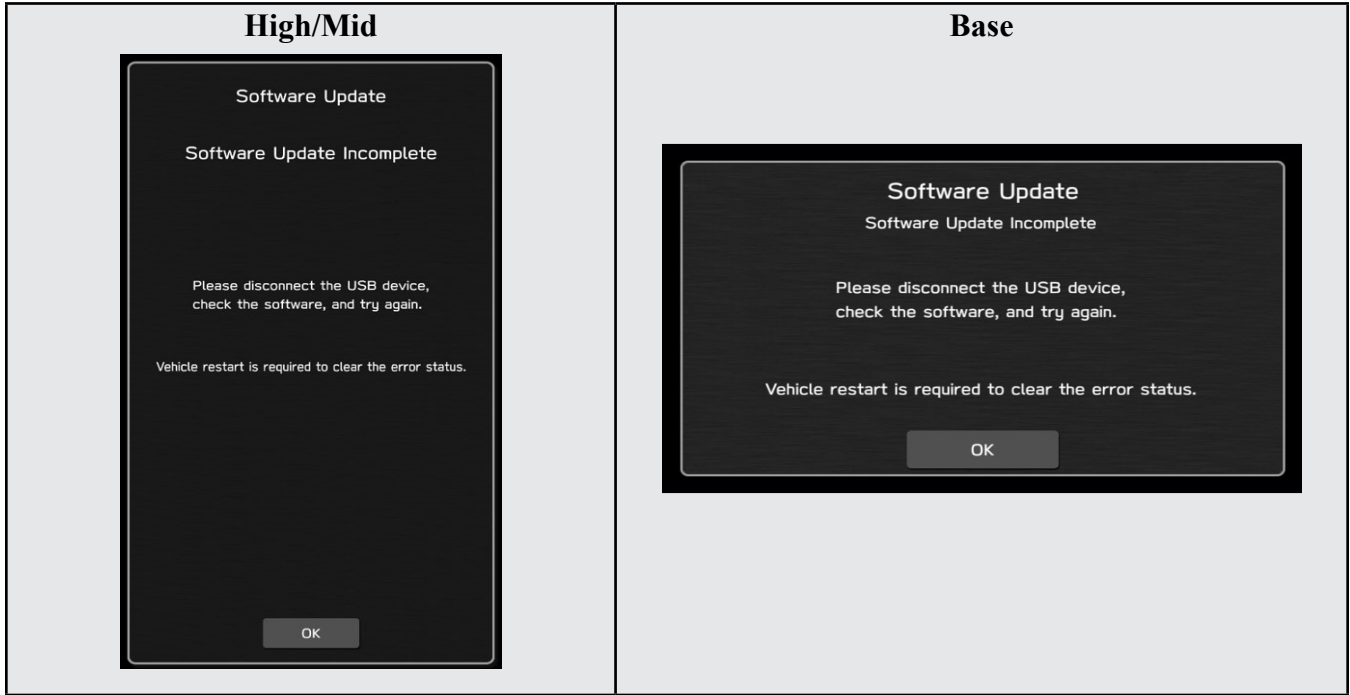 High/Mid
Software Update
Software Update Incomplete
Please disconnect the USB device,
check the software, and try again.
Vehicle restart is required to clear the error status.
OK
Base
Software Update
Software Update Incomplete
Please disconnect the USB device,
check the software, and try again.
Vehicle restart is required to clear the error status.
OK